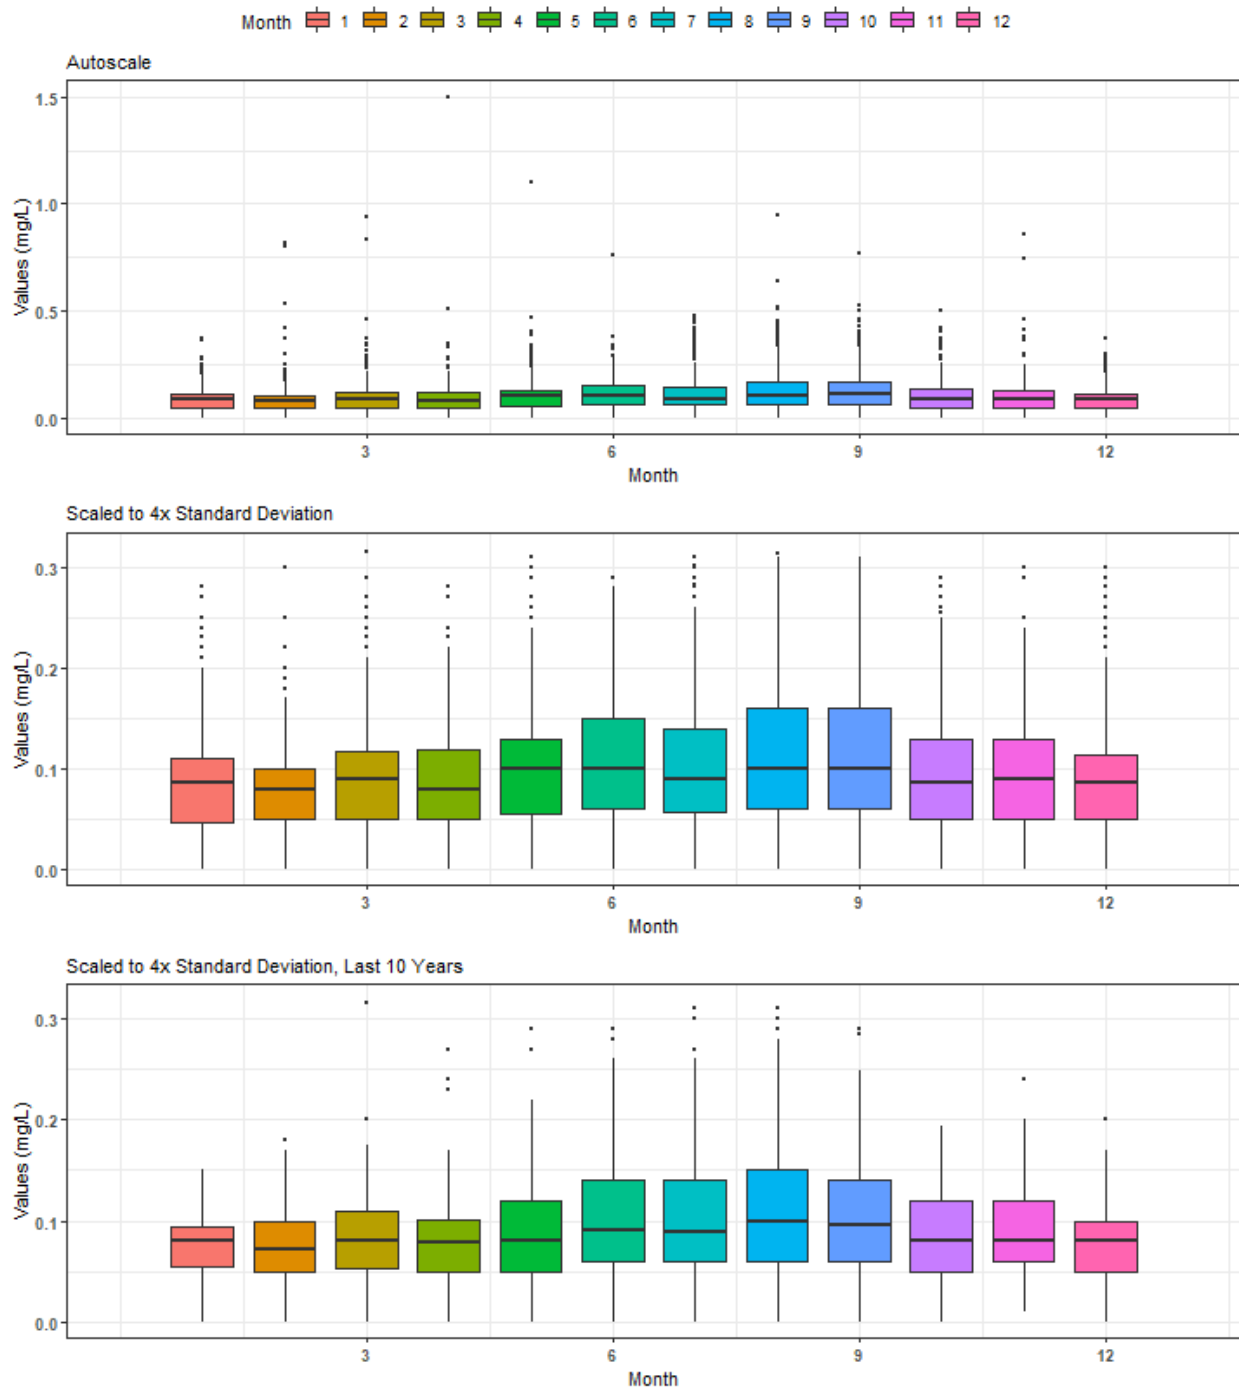 Month 1 2 3 4 5 6 7 8 9 10 11 12
Autoscale
Values (mg/L)
1.5
1.0
0.5
0.0
3 6 9 12
Month
Scaled to 4x Standard Deviation
Values (mg/L)
0.3
0.2
0.1
0.0
3 6 9 12
Month
Scaled to 4x Standard Deviation, Last 10 Years
Values (mg/L)
0.3
0.2
0.1
0.0
3 6 9 12
Month